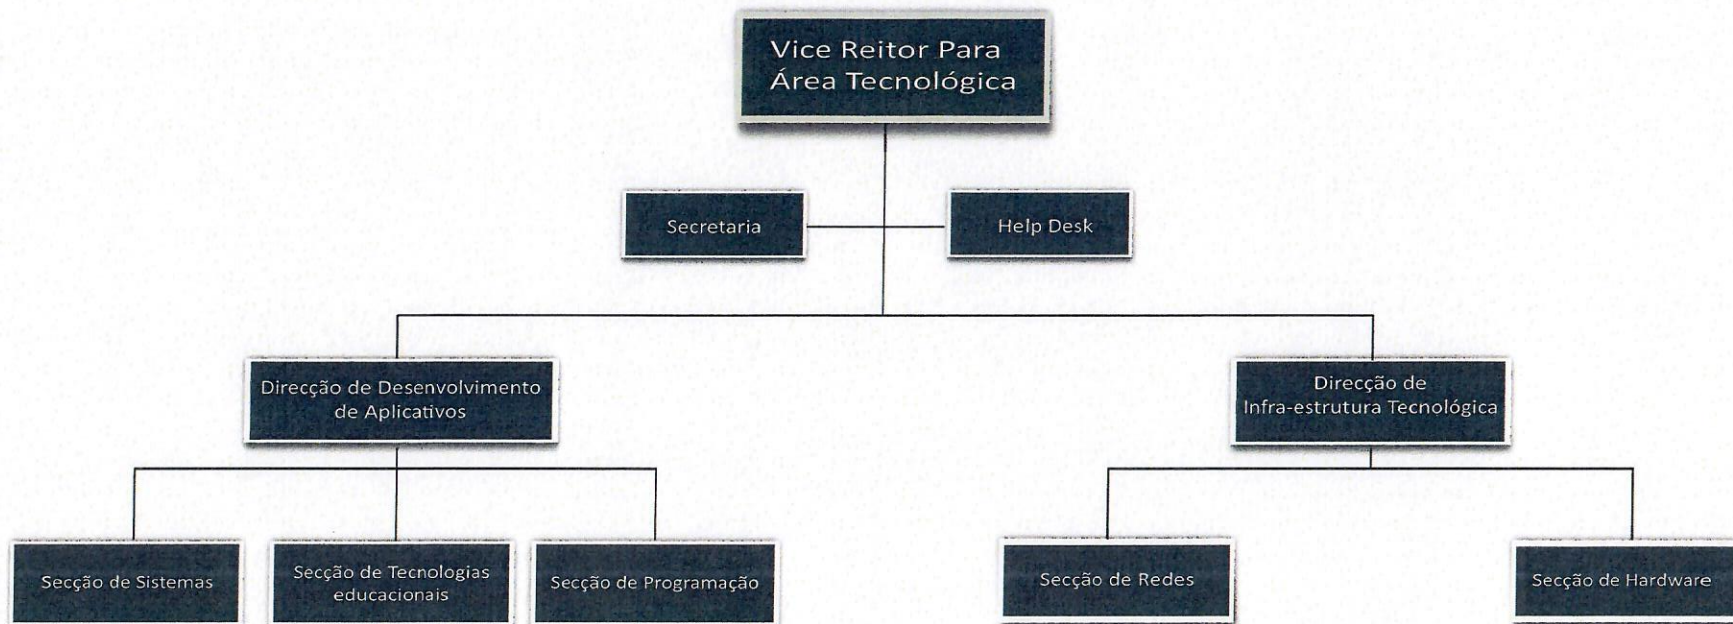 Vice Reitor Para
Área Tecnológica
Secretaria
Help Desk
Direcção de Desenvolvimento
de Aplicativos
Direcção de
Infra-estrutura Tecnológica
Secção de Sistemas
Secção de Tecnologias
educacionais
Secção de Programação
Secção de Redes
Secção de Hardware